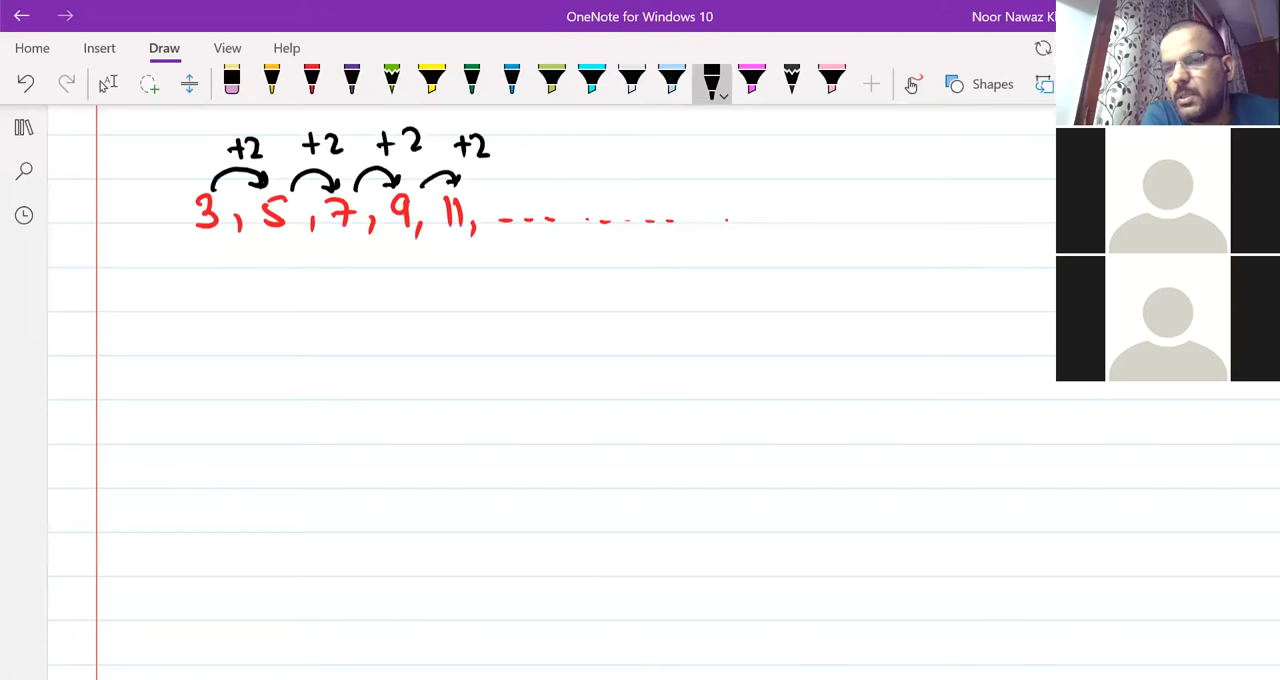 OneNote for Windows 10
Noor Nawaz Kh
Home Insert Draw View Help
Shapes
+2 +2 +2 +2
3, 5, 7, 9, 11, --- ---- .